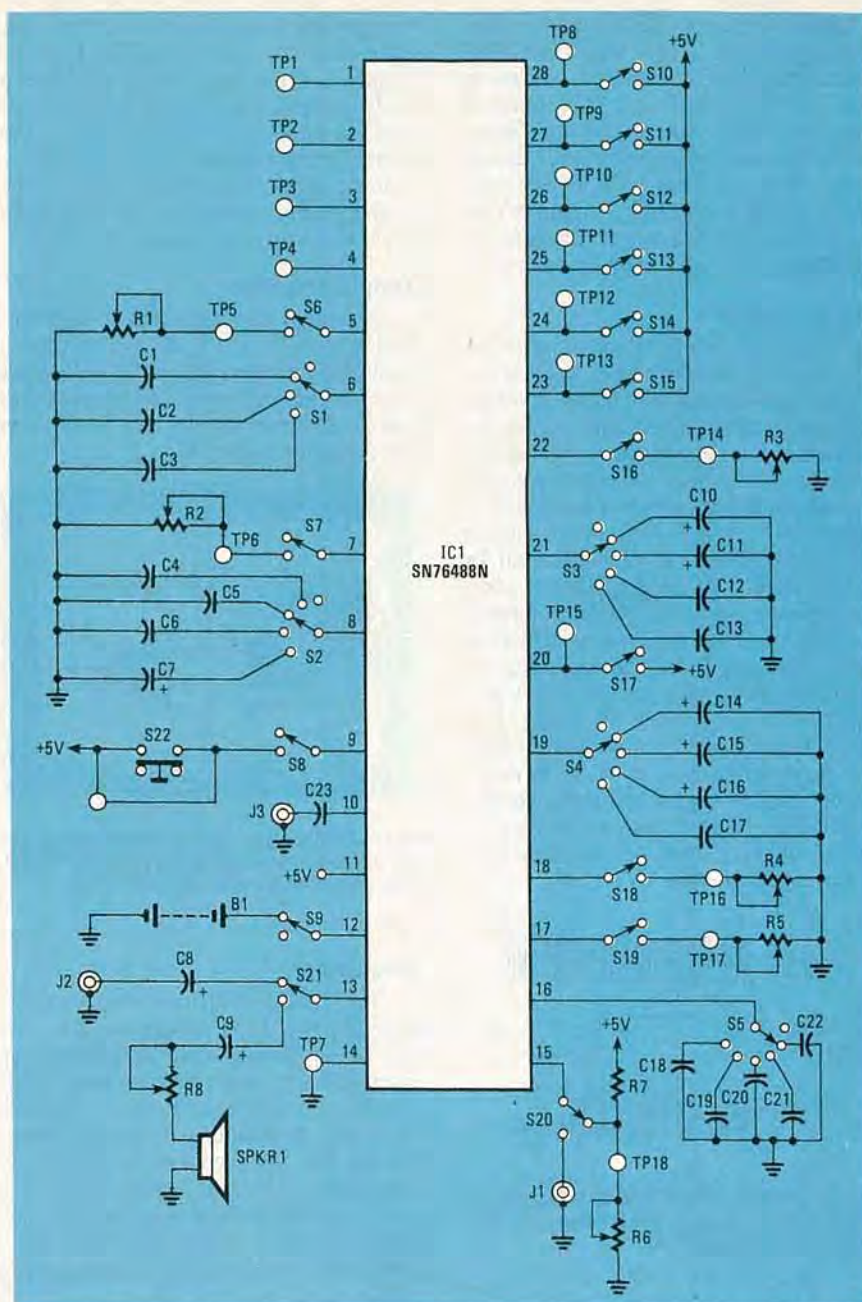 TP1
1
TP2
2
TP3
3
TP4
4
R1
TP5
S6
5
C1
6
C2
S1
C3
R2
TP6
S7
7
C4
C5
C6
8
S2
C7
+
+5V
S22
S8
9
J3
C23
10
+5V
11
B1
S9
12
J2
C8
+
S21
13
C9
+
TP7
14
R8
SPKR1
IC1
SN76488N
TP8
+5V
28
S10
TP9
27
S11
TP10
26
S12
TP11
25
S13
TP12
24
S14
TP13
23
S15
22
S16
TP14
R3
C10
+
21
S3
C11
+
C12
C13
TP15
20
S17
+5V
C14
+
19
S4
C15
+
C16
+
C17
18
S18
TP16
R4
17
S19
TP17
R5
16
S5
C22
+5V
15
R7
C18
C19
C20
C21
S20
TP18
J1
R6